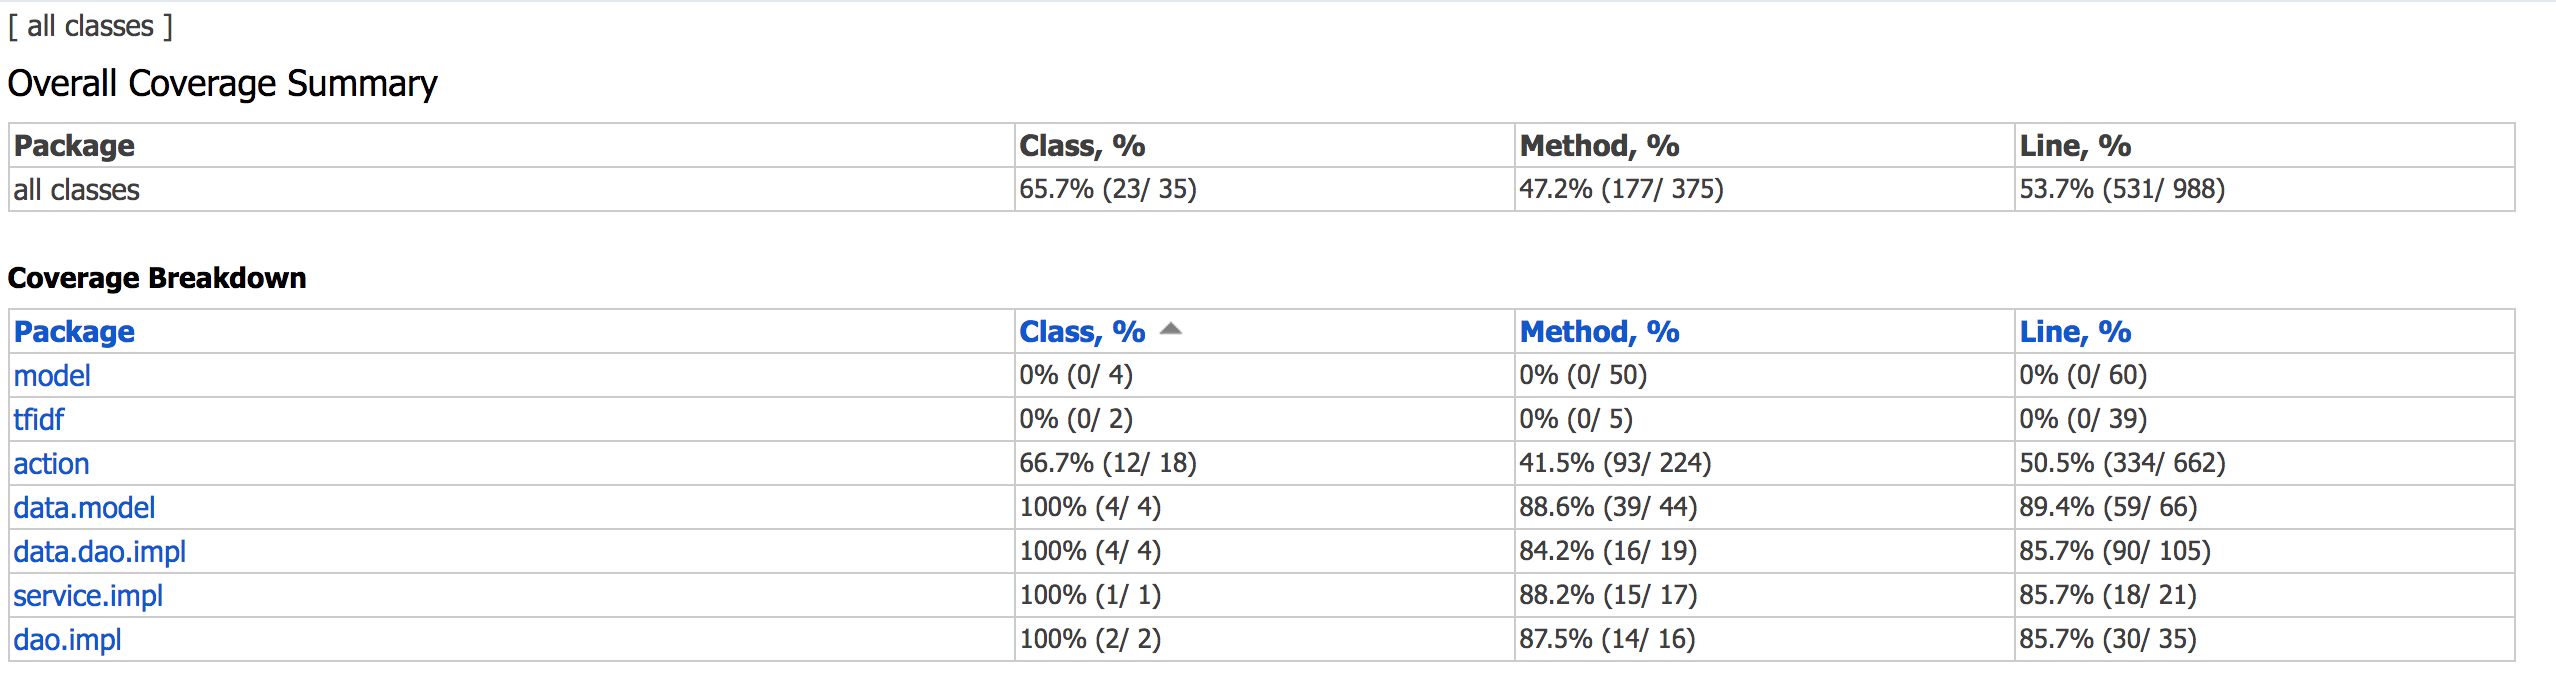 [ all classes ]
Overall Coverage Summary
Package Class, % Method, % Line, %
all classes 65.7% (23/ 35) 47.2% (177/ 375) 53.7% (531/ 988)
Coverage Breakdown
Package Class, % Method, % Line, %
model 0% (0/ 4) 0% (0/ 50) 0% (0/ 60)
tfidf 0% (0/ 2) 0% (0/ 5) 0% (0/ 39)
action 66.7% (12/ 18) 41.5% (93/ 224) 50.5% (334/ 662)
data.model 100% (4/ 4) 88.6% (39/ 44) 89.4% (59/ 66)
data.dao.impl 100% (4/ 4) 84.2% (16/ 19) 85.7% (90/ 105)
service.impl 100% (1/ 1) 88.2% (15/ 17) 85.7% (18/ 21)
dao.impl 100% (2/ 2) 87.5% (14/ 16) 85.7% (30/ 35)